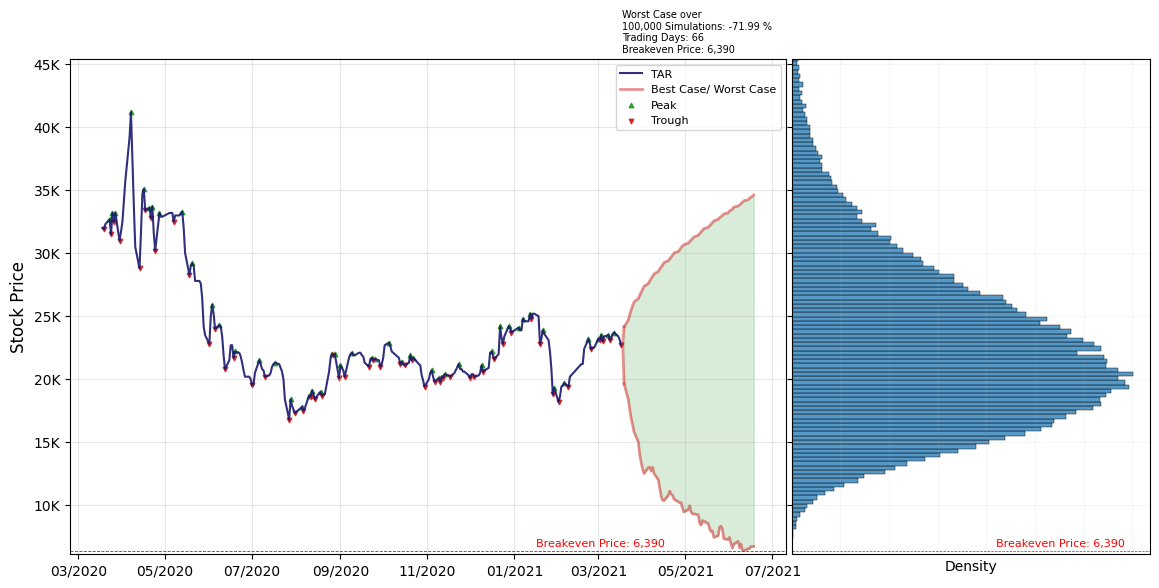 Worst Case over
100,000 Simulations: -71.99 %
Trading Days: 66
Breakeven Price: 6,390
45K
40K
35K
30K
25K
20K
15K
10K
Stock Price
TAR
Best Case/ Worst Case
Peak
Trough
Breakeven Price: 6,390
Breakeven Price: 6,390
03/2020
05/2020
07/2020
09/2020
11/2020
01/2021
03/2021
05/2021
07/2021
Density